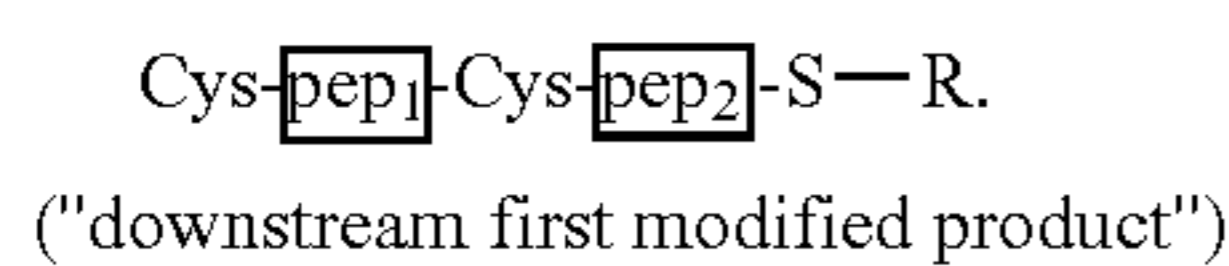 Cys-pep₁-Cys-pep₂-S—R.
("downstream first modified product")